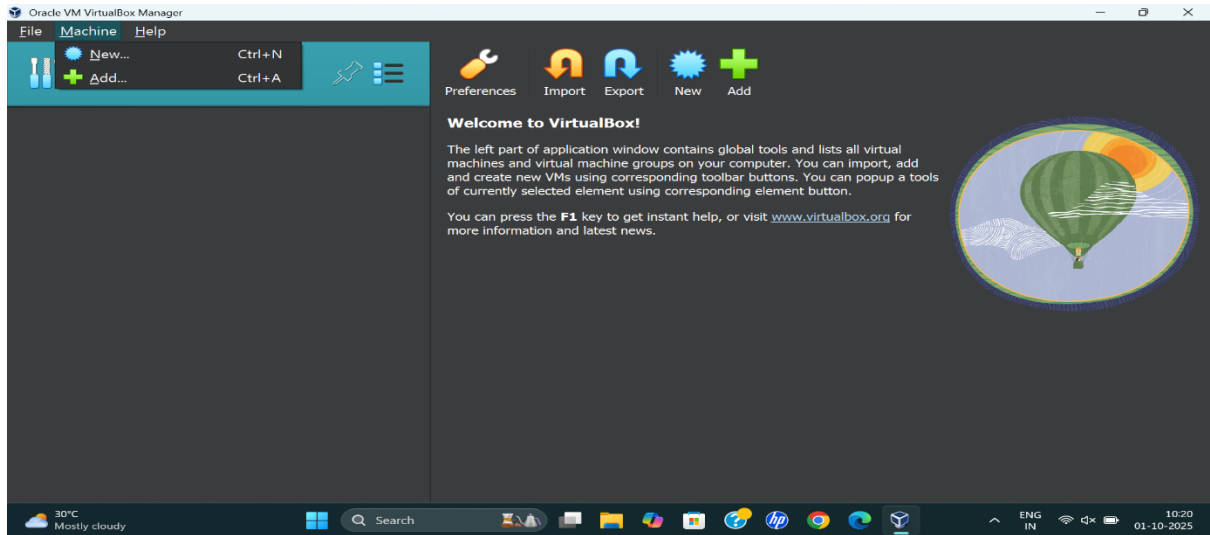 Oracle VM VirtualBox Manager
File Machine Help
New... Ctrl+N
Add... Ctrl+A
Preferences Import Export New Add
Welcome to VirtualBox!
The left part of application window contains global tools and lists all virtual
machines and virtual machine groups on your computer. You can import, add
and create new VMs using corresponding toolbar buttons. You can popup a tools
of currently selected element using corresponding element button.
You can press the F1 key to get instant help, or visit www.virtualbox.org for
more information and latest news.
30°C
Mostly cloudy
Search
hp
ENG
IN
10:20
01-10-2025